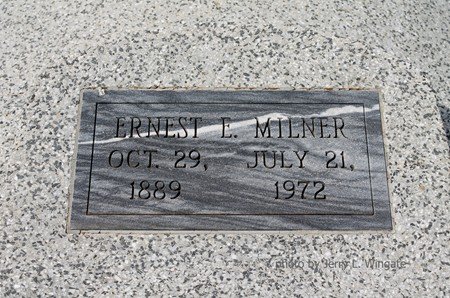 ERNEST E. MILNER
OCT. 29, JULY 21,
1889 1972
photo by Jerry L. Wingate